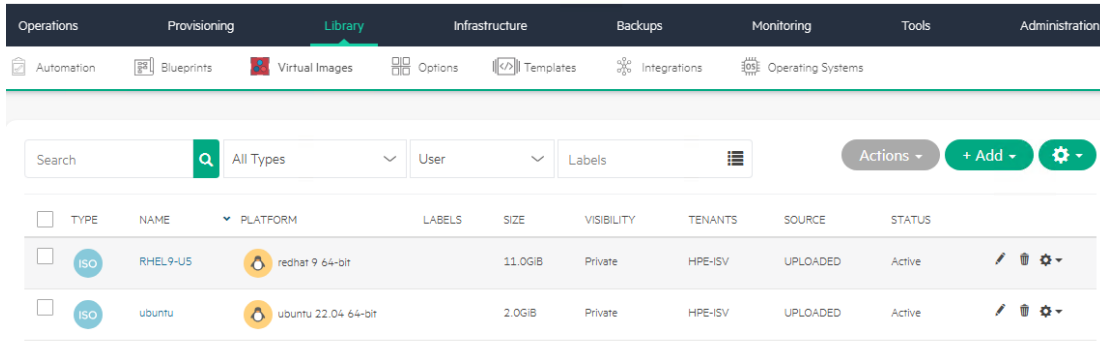 Operations Provisioning Library Infrastructure Backups Monitoring Tools Administration
Automation Blueprints Virtual Images Options Templates Integrations OS Operating Systems
Search All Types User Labels Actions + Add
TYPE NAME PLATFORM LABELS SIZE VISIBILITY TENANTS SOURCE STATUS
ISO RHEL9-U5 redhat 9 64-bit 11.0GiB Private HPE-ISV UPLOADED Active
ISO ubuntu ubuntu 22.04 64-bit 2.0GiB Private HPE-ISV UPLOADED Active